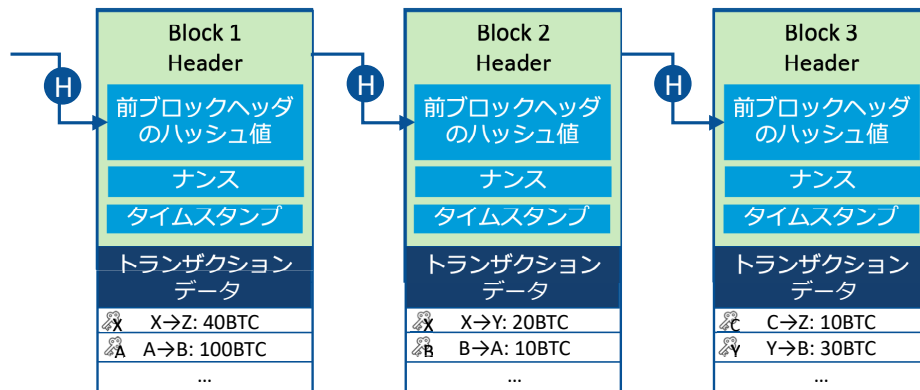 H
Block 1
Header
前ブロックヘッダ
のハッシュ値
ナンス
タイムスタンプ
トランザクション
データ
X X→Z: 40BTC
A A→B: 100BTC
...
H
Block 2
Header
前ブロックヘッダ
のハッシュ値
ナンス
タイムスタンプ
トランザクション
データ
X X→Y: 20BTC
B B→A: 10BTC
...
H
Block 3
Header
前ブロックヘッダ
のハッシュ値
ナンス
タイムスタンプ
トランザクション
データ
C C→Z: 10BTC
Y Y→B: 30BTC
...